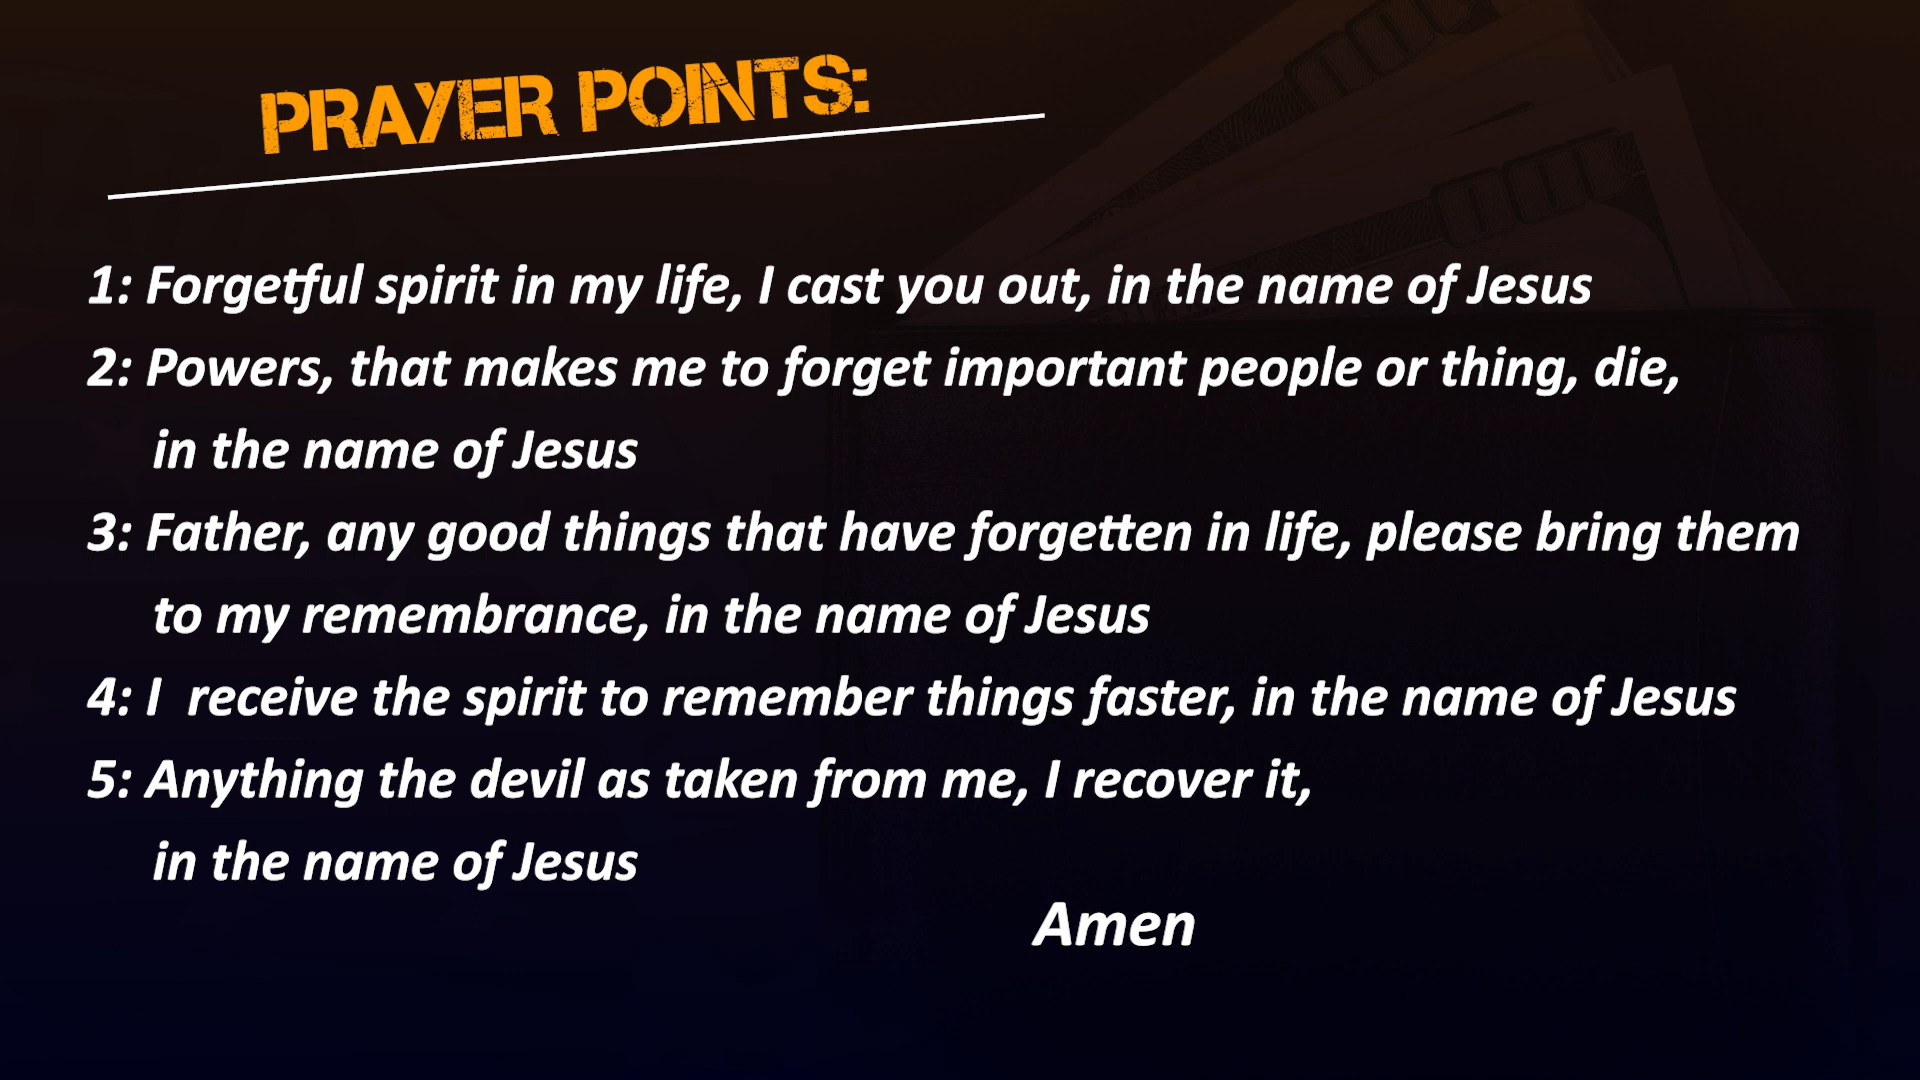 PRAYER POINTS:
1: Forgetful spirit in my life, I cast you out, in the name of Jesus
2: Powers, that makes me to forget important people or thing, die,
in the name of Jesus
3: Father, any good things that have forgetten in life, please bring them
to my remembrance, in the name of Jesus
4: I receive the spirit to remember things faster, in the name of Jesus
5: Anything the devil as taken from me, I recover it,
in the name of Jesus
Amen